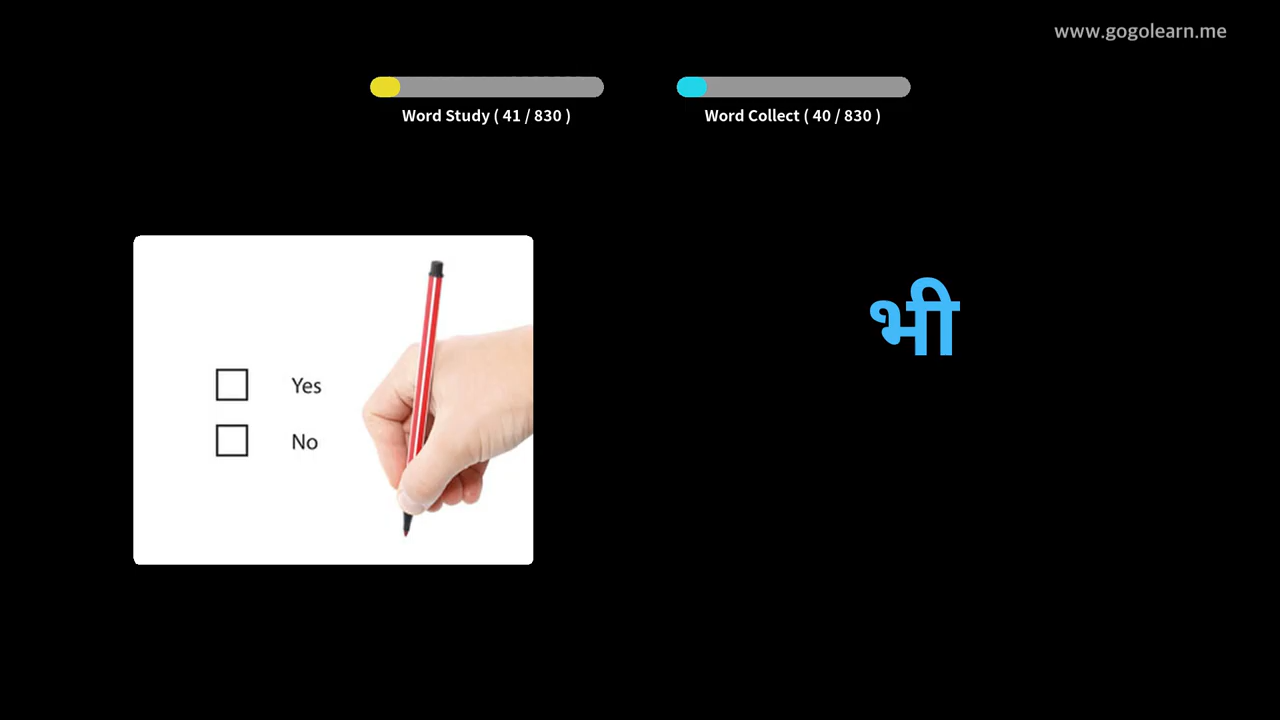 www.gogolearn.me
Word Study ( 41 / 830 )
Word Collect ( 40 / 830 )
भी
Yes
No